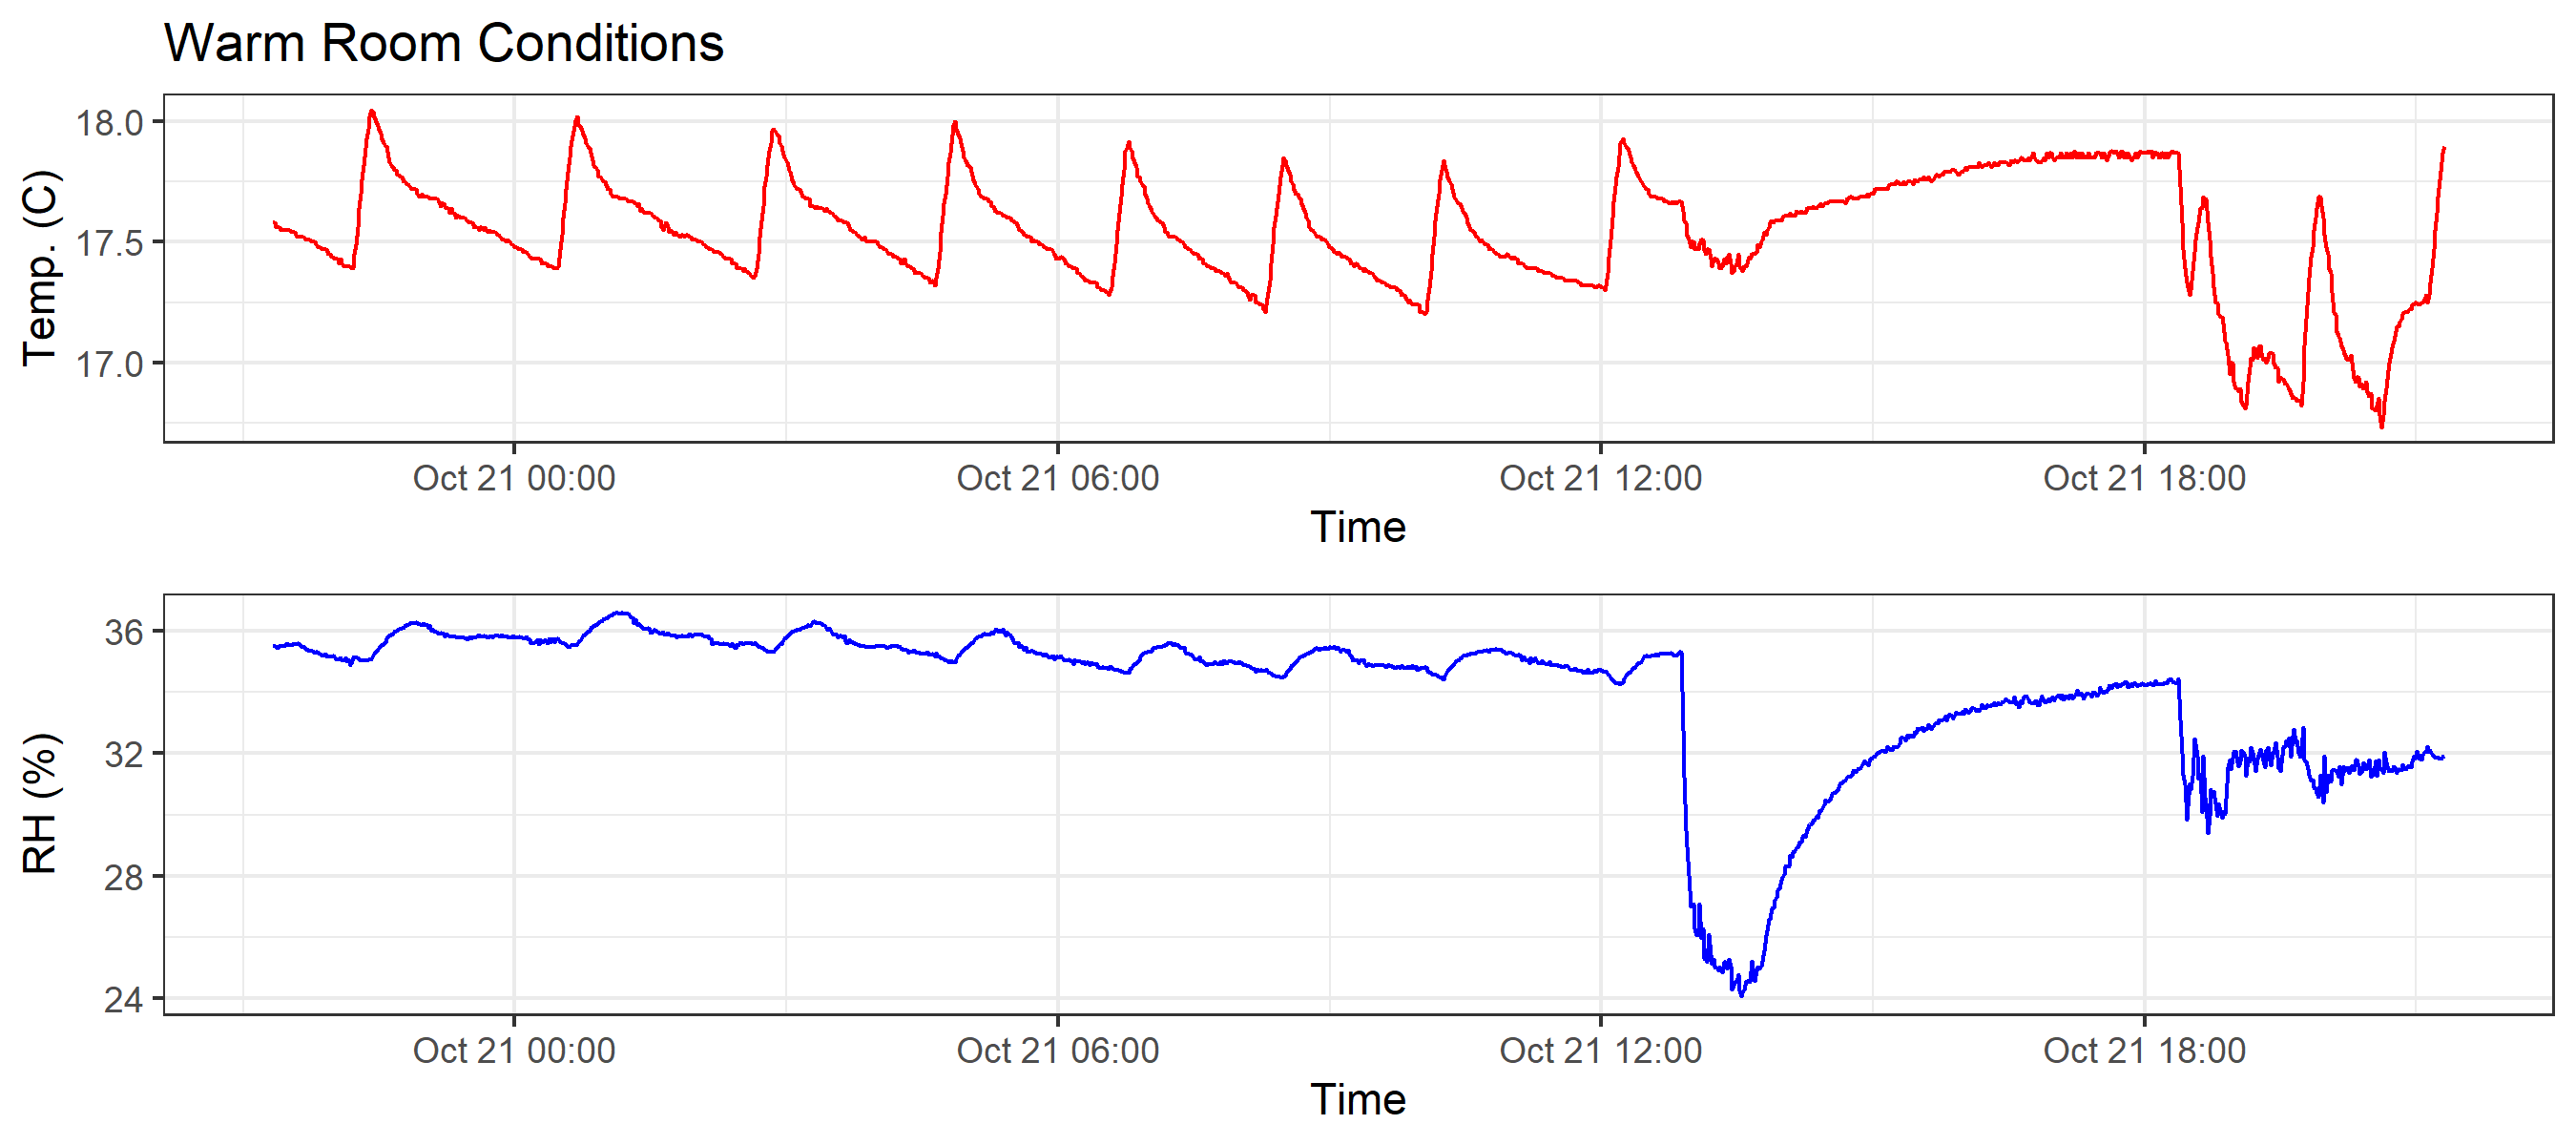 Warm Room Conditions
Temp. (C)
18.0
17.5
17.0
Oct 21 00:00 Oct 21 06:00 Oct 21 12:00 Oct 21 18:00
Time
RH (%)
36
32
28
24
Oct 21 00:00 Oct 21 06:00 Oct 21 12:00 Oct 21 18:00
Time